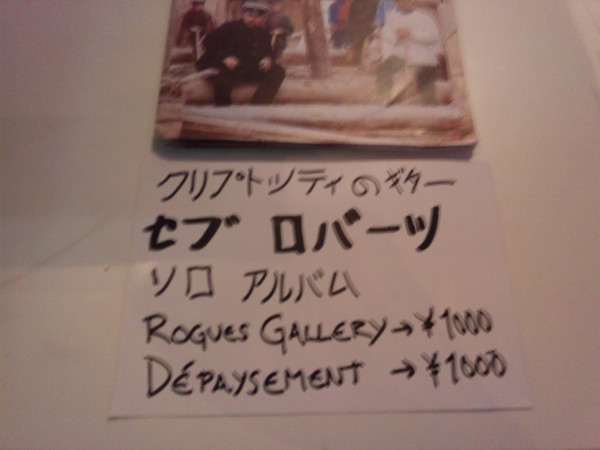 クリプトシティのギター
セブ ロバーツ
ソロ アルバム
ROGUES GALLERY→¥1000
DÉPAYSEMENT →¥1000